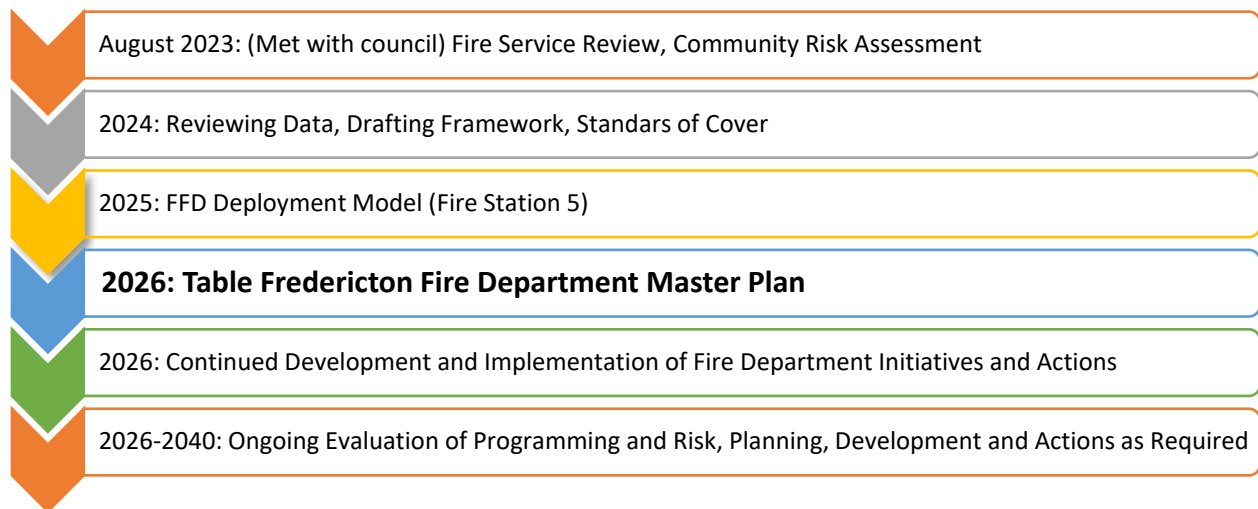 August 2023: (Met with council) Fire Service Review, Community Risk Assessment
2024: Reviewing Data, Drafting Framework, Standars of Cover
2025: FFD Deployment Model (Fire Station 5)
2026: Table Fredericton Fire Department Master Plan
2026: Continued Development and Implementation of Fire Department Initiatives and Actions
2026-2040: Ongoing Evaluation of Programming and Risk, Planning, Development and Actions as Required